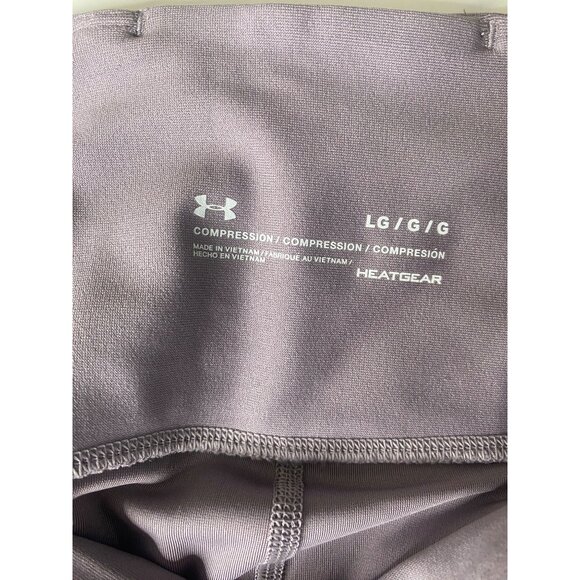 LG / G / G
COMPRESSION / COMPRESSION / COMPRESIÓN
MADE IN VIETNAM / FABRIQUÉ AU VIETNAM /
HECHO EN VIETNAM
HEATGEAR